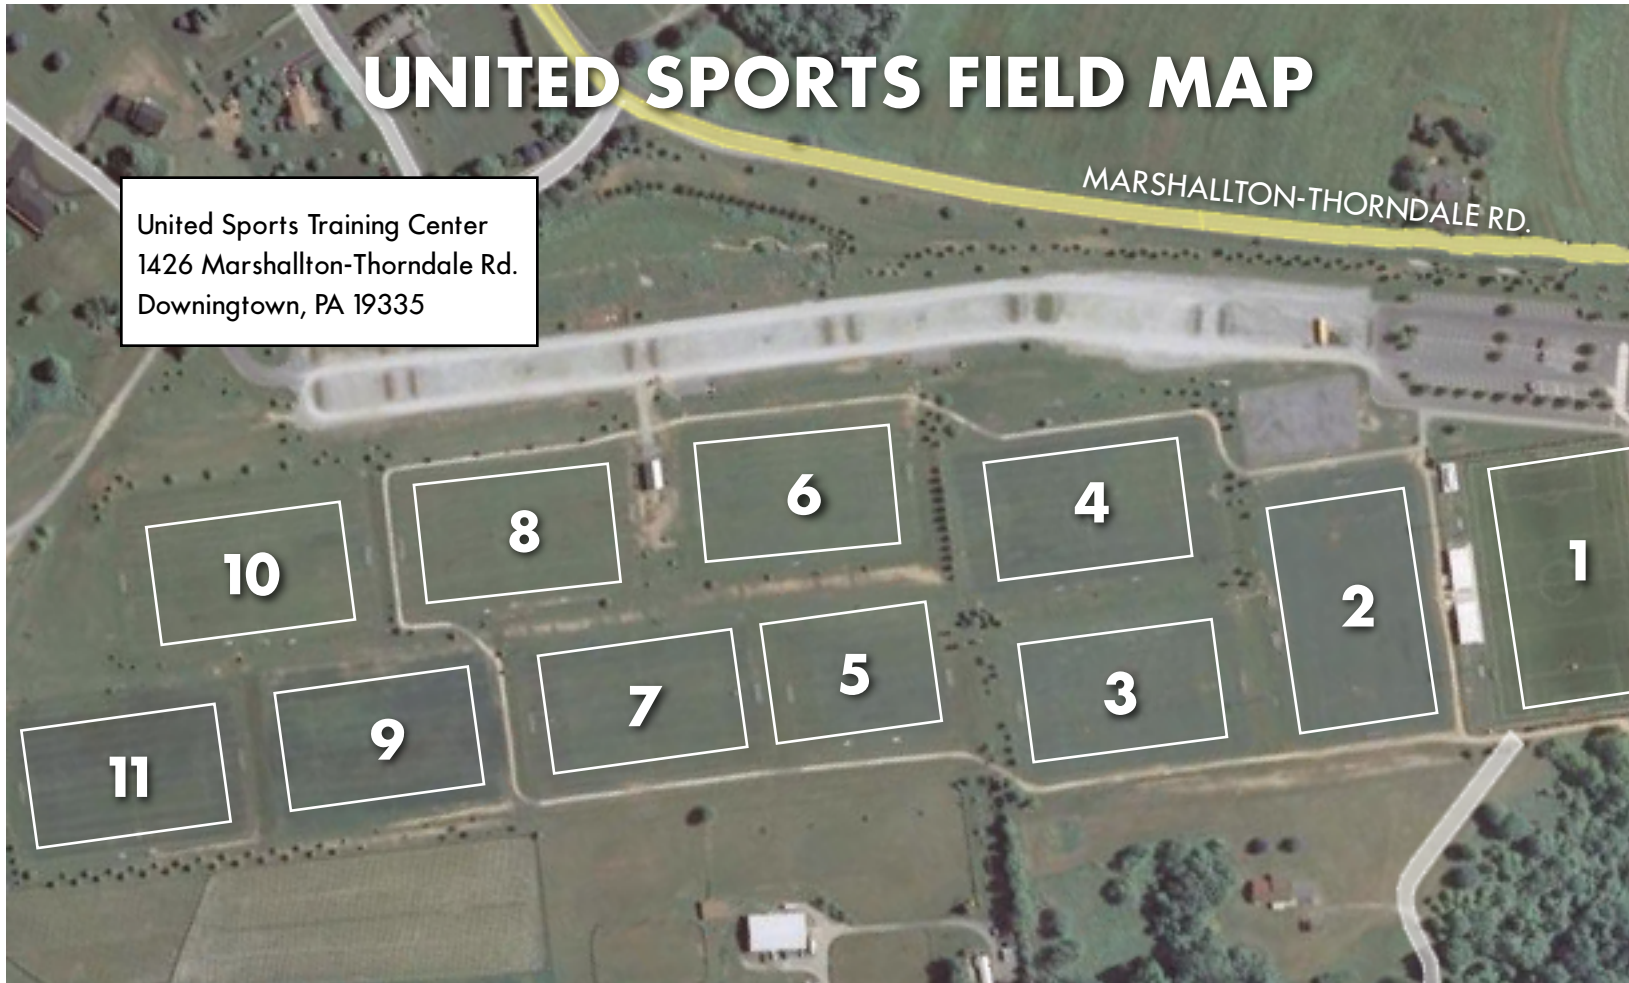 UNITED SPORTS FIELD MAP
MARSHALLTON-THORNDALE RD.
United Sports Training Center
1426 Marshallton-Thorndale Rd.
Downingtown, PA 19335
6
4
8
1
10
2
5
3
7
9
11